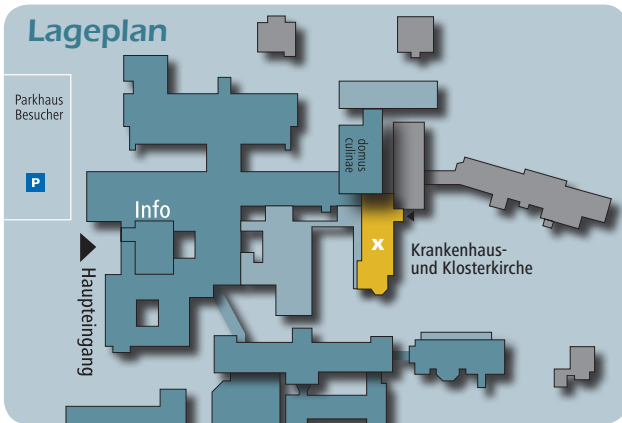 Lageplan
Parkhaus
Besucher
P
domus
culinae
Info
X
Krankenhaus-
und Klosterkirche
Haupteingang